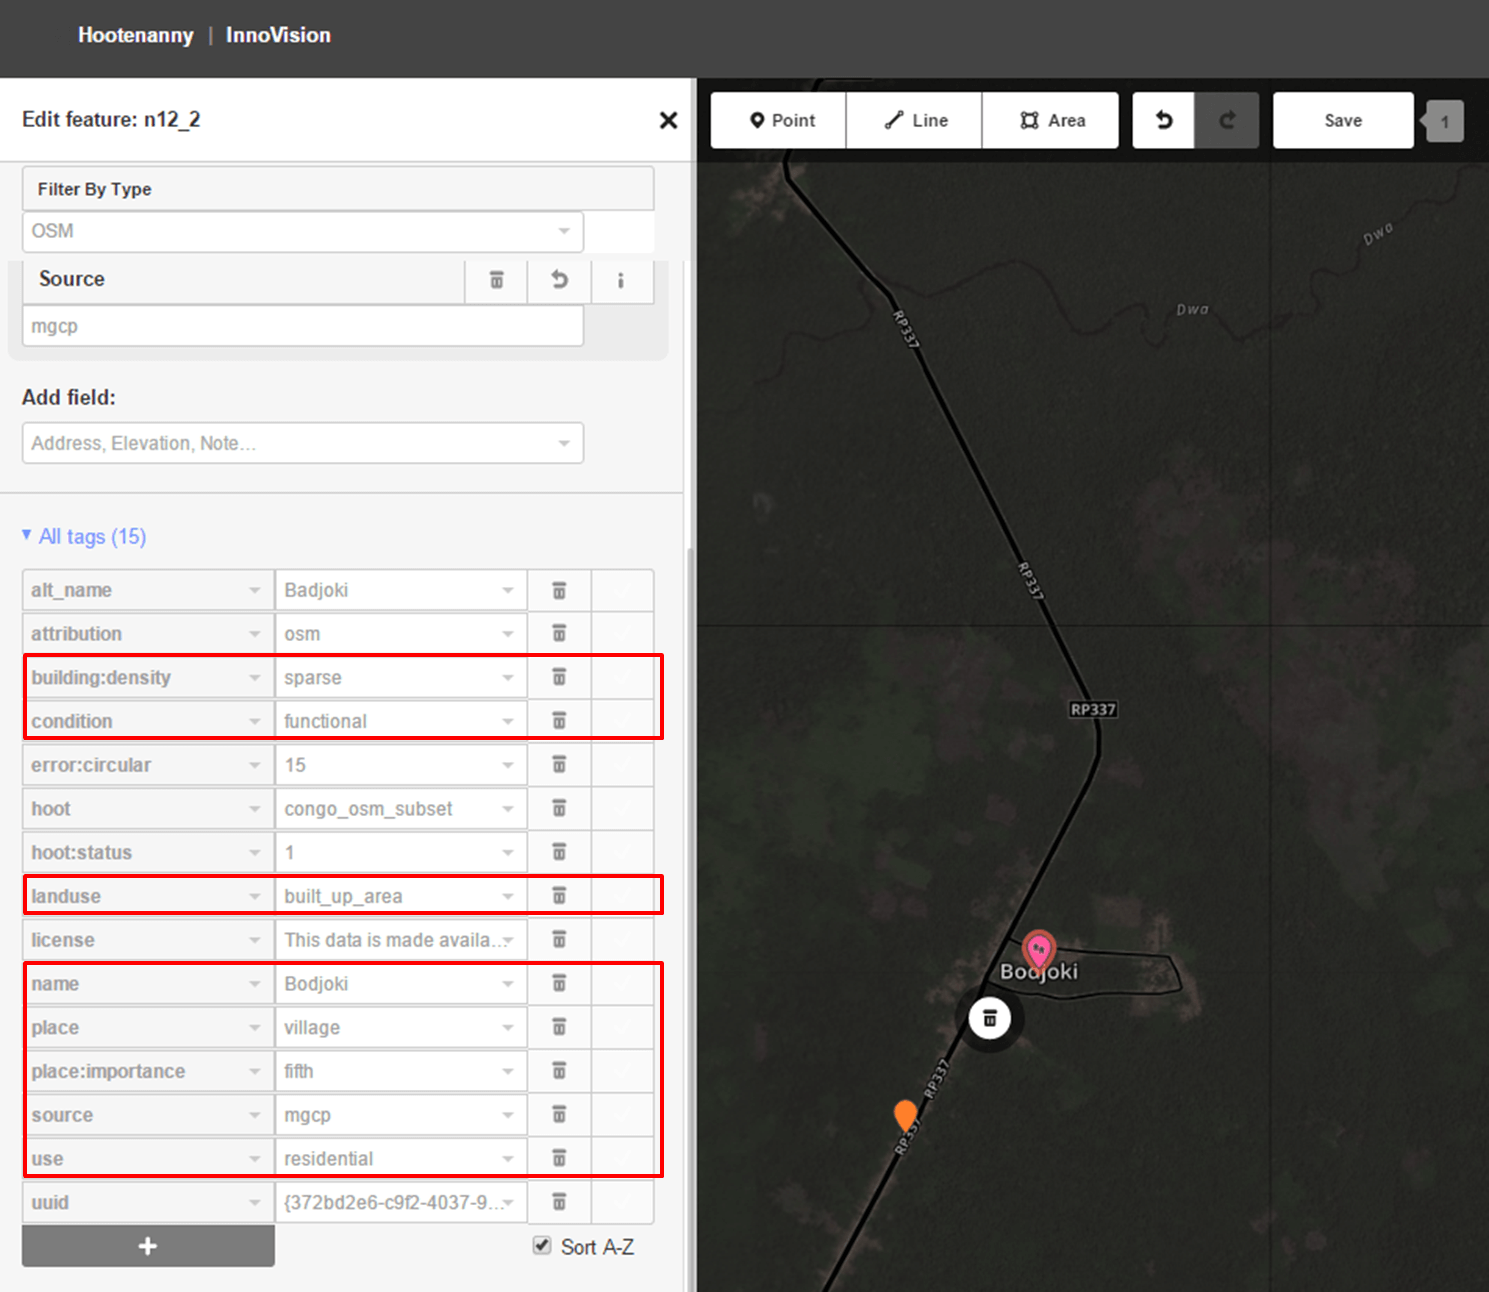 Hootenanny | InnoVision
Edit feature: n12_2
Point Line Area Save 1
Filter By Type
OSM
Source
mgcp
Add field:
Address, Elevation, Note...
All tags (15)
alt_name Badjoki
attribution osm
building:density sparse
condition functional
error:circular 15
hoot congo_osm_subset
hoot:status 1
landuse built_up_area
license This data is made availa...
name Bodjoki
place village
place:importance fifth
source mgcp
use residential
uuid {372bd2e6-c9f2-4037-9...
+ Sort A-Z
Dwa
Dwa
RP337
RP337
RP337
Bodjoki
RP337
RP337